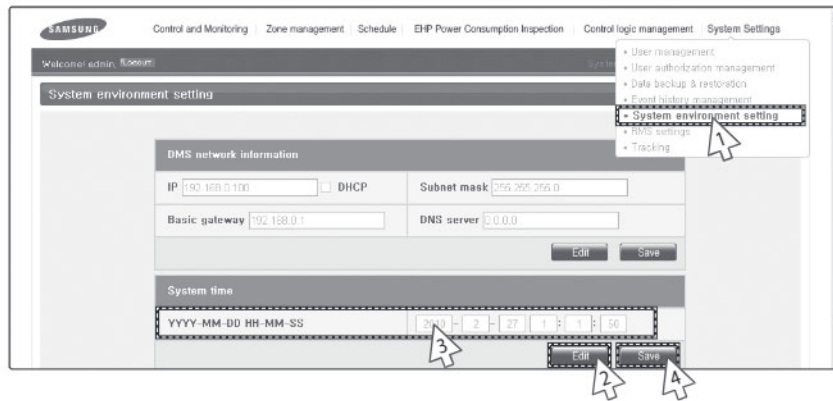 SAMSUNG
Control and Monitoring Zone management Schedule EHP Power Consumption Inspection Control logic management System Settings
Welcome! admin, Logout
• User management
• User authorization management
• Data backup & restoration
• Event history management
• System environment setting
• RMS settings
• Tracking
1
System environment setting
DMS network information
IP 192.168.0.100 DHCP Subnet mask 255.255.255.0
Basic gateway 192.168.0.1 DNS server 0.0.0.0
Edit Save
System time
YYYY-MM-DD HH-MM-SS - 2 - 27 1 : 1 : 50
3
Edit Save
2 4